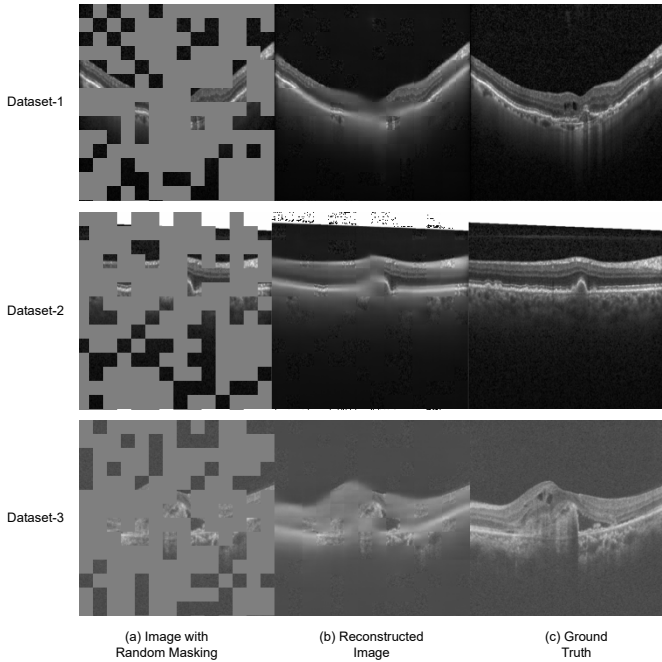 Dataset-1
Dataset-2
Dataset-3
(a) Image with
Random Masking
(b) Reconstructed
Image
(c) Ground
Truth